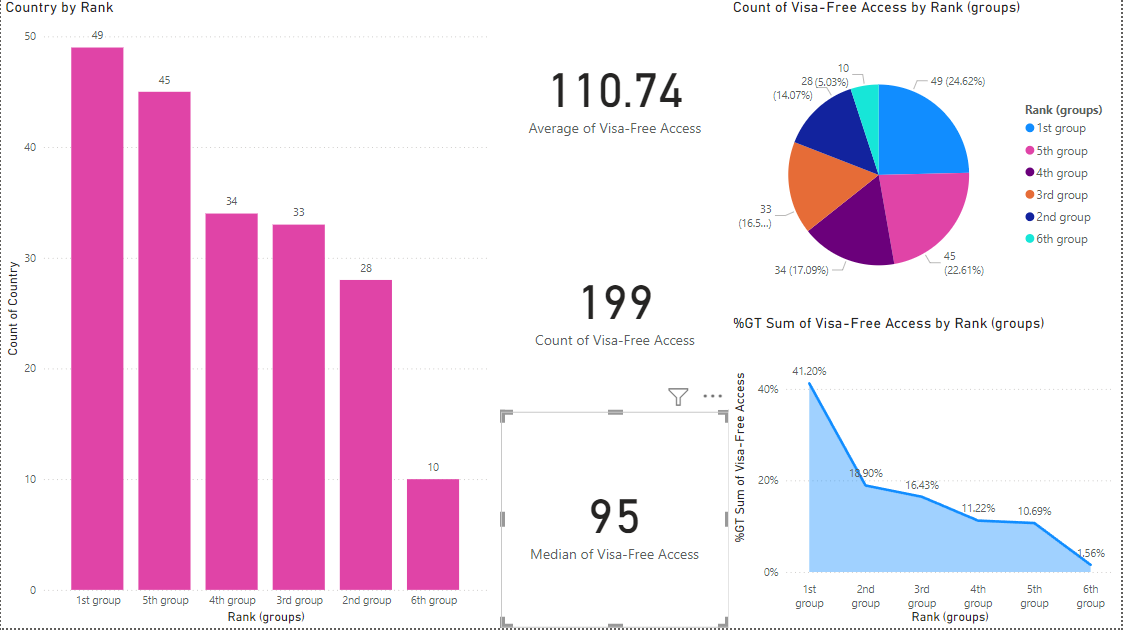 Country by Rank
Count of Country
50
40
30
20
10
0
49
45
34
33
28
10
1st group
5th group
4th group
3rd group
2nd group
6th group
Rank (groups)
110.74
Average of Visa-Free Access
199
Count of Visa-Free Access
95
Median of Visa-Free Access
Count of Visa-Free Access by Rank (groups)
10
(5.03%)
28
(14.07%)
49 (24.62%)
33
(16.5...)
34 (17.09%)
45
(22.61%)
Rank (groups)
1st group
5th group
4th group
3rd group
2nd group
6th group
%GT Sum of Visa-Free Access by Rank (groups)
%GT Sum of Visa-Free Access
40%
20%
0%
41.20%
18.90%
16.43%
11.22%
10.69%
1.56%
1st
group
2nd
group
3rd
group
4th
group
5th
group
6th
group
Rank (groups)